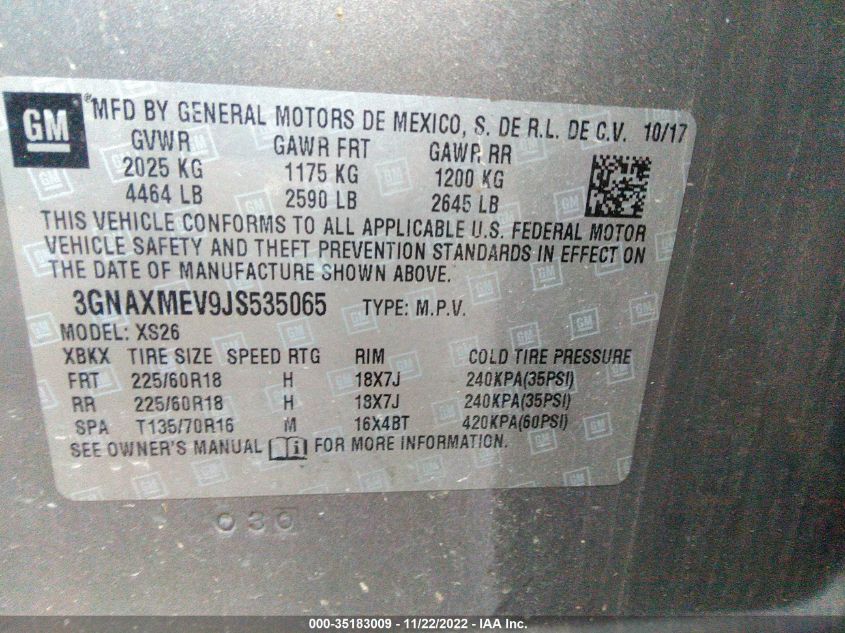 GM
® MFD BY GENERAL MOTORS DE MEXICO, S. DE R.L. DE C.V. 10/17
GVWR GAWR FRT GAWR RR
2025 KG 1175 KG 1200 KG
4464 LB 2590 LB 2645 LB
THIS VEHICLE CONFORMS TO ALL APPLICABLE U.S. FEDERAL MOTOR
VEHICLE SAFETY AND THEFT PREVENTION STANDARDS IN EFFECT ON
THE DATE OF MANUFACTURE SHOWN ABOVE.
3GNAXMEV9JS535065 TYPE: M.P.V.
MODEL: XS26
XBKX TIRE SIZE SPEED RTG RIM COLD TIRE PRESSURE
FRT 225/60R18 H 18X7J 240KPA(35PSI)
RR 225/60R18 H 18X7J 240KPA(35PSI)
SPA T135/70R16 M 16X4BT 420KPA(60PSI)
SEE OWNER'S MANUAL FOR MORE INFORMATION.
000-35183009 - 11/22/2022 - IAA Inc.